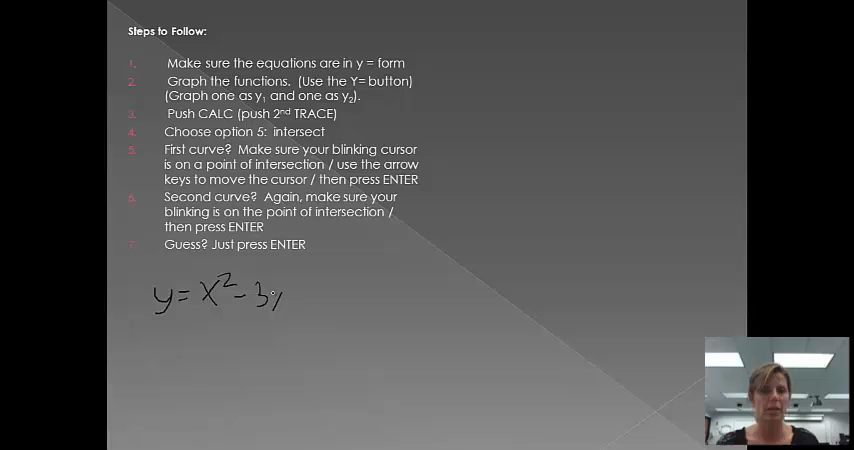 Steps to Follow:
1. Make sure the equations are in y = form
2. Graph the functions. (Use the Y= button)
(Graph one as y₁ and one as y₂).
3. Push CALC (push 2ⁿᵈ TRACE)
4. Choose option 5: intersect
5. First curve? Make sure your blinking cursor
is on a point of intersection / use the arrow
keys to move the cursor / then press ENTER
6. Second curve? Again, make sure your
blinking is on the point of intersection /
then press ENTER
7. Guess? Just press ENTER
y = x² - 3